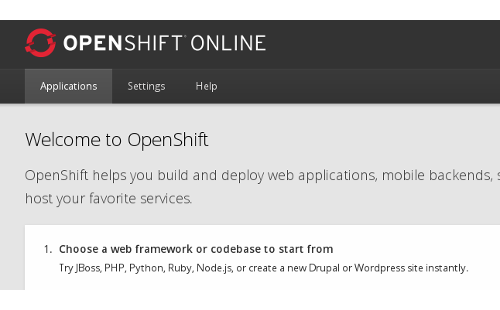 OPENSHIFT ONLINE
Applications Settings Help
Welcome to OpenShift
OpenShift helps you build and deploy web applications, mobile backends,
host your favorite services.
1. Choose a web framework or codebase to start from
Try JBoss, PHP, Python, Ruby, Node.js, or create a new Drupal or Wordpress site instantly.